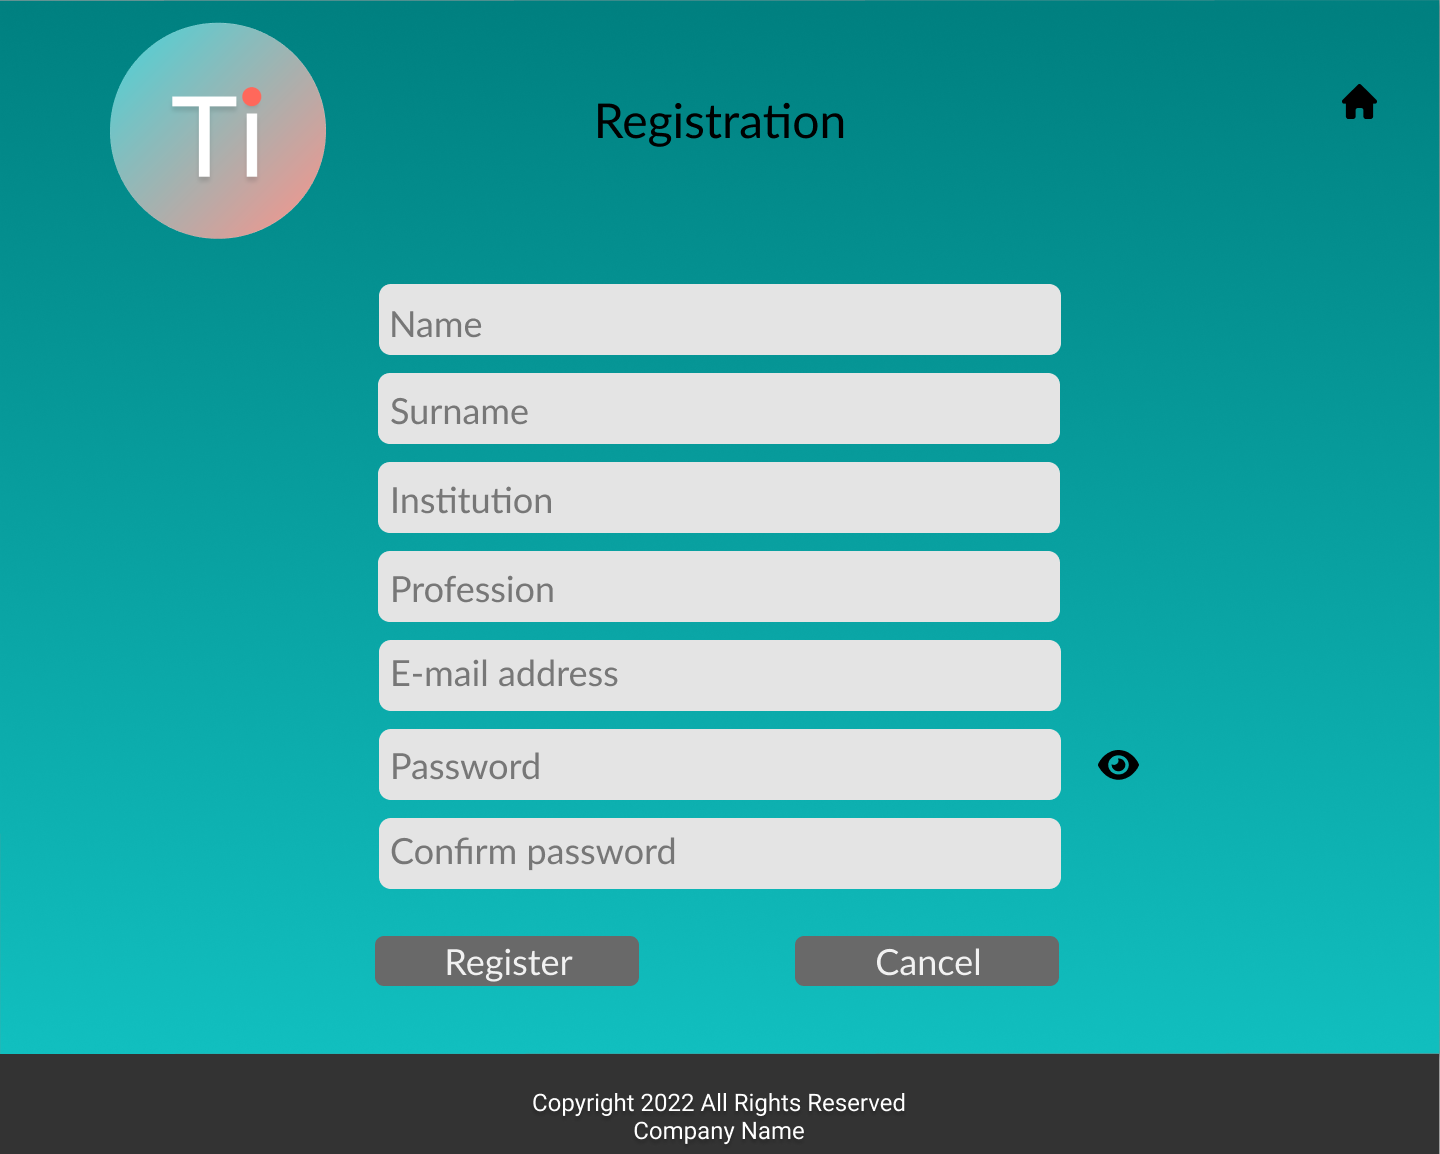 Ti
Registration
Name
Surname
Institution
Profession
E-mail address
Password
Confirm password
Register
Cancel
Copyright 2022 All Rights Reserved
Company Name